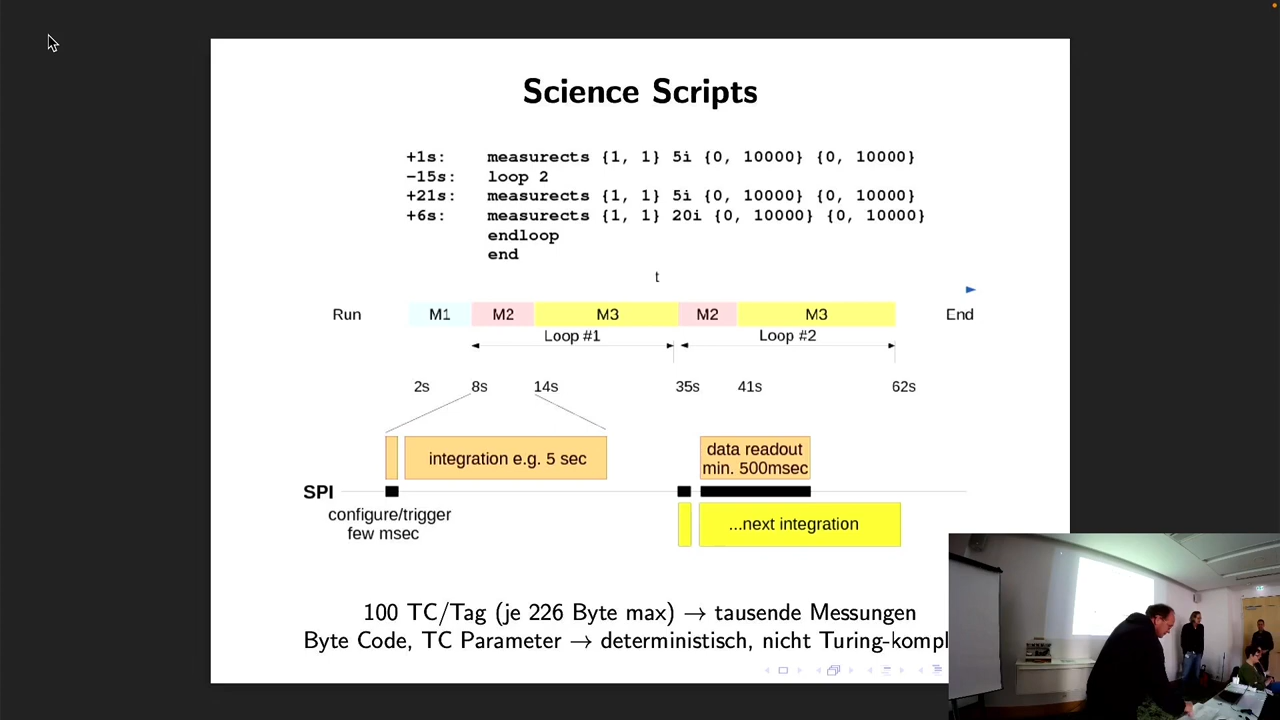 Science Scripts
+1s: measurects {1, 1} 5i {0, 10000} {0, 10000}
-15s: loop 2
+21s: measurects {1, 1} 5i {0, 10000} {0, 10000}
+6s: measurects {1, 1} 20i {0, 10000} {0, 10000}
endloop
end
t
Run M1 M2 M3 M2 M3 End
Loop #1 Loop #2
2s 8s 14s 35s 41s 62s
integration e.g. 5 sec
data readout
min. 500msec
SPI
configure/trigger
few msec
...next integration
100 TC/Tag (je 226 Byte max) → tausende Messungen
Byte Code, TC Parameter → deterministisch, nicht Turing-kompl